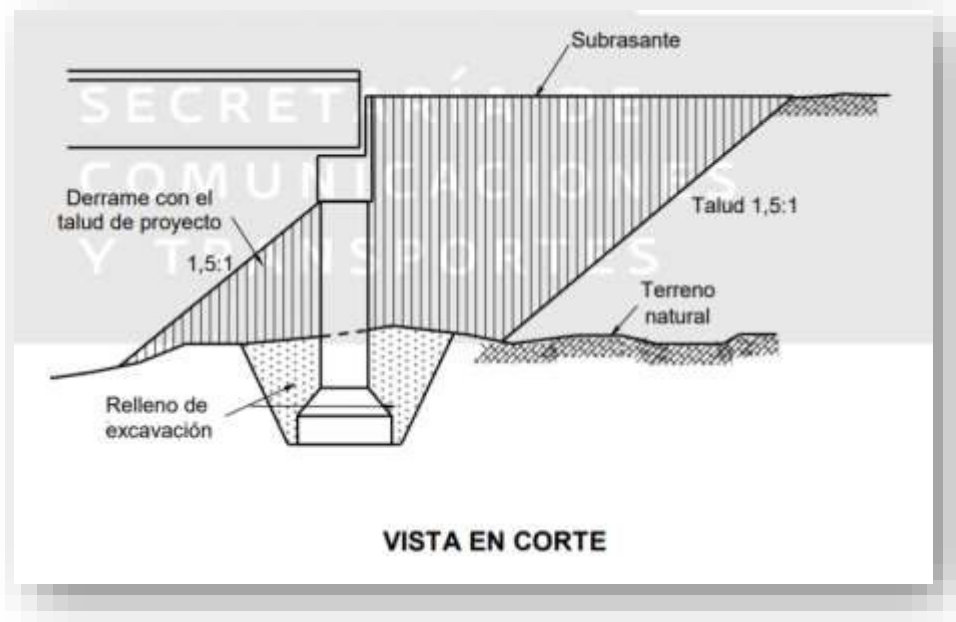 SECRETARÍA DE
COMUNICACIONES
Y TRANSPORTES
Subrasante
Derrame con el
talud de proyecto
1,5:1
Talud 1,5:1
Terreno
natural
Relleno de
excavación
VISTA EN CORTE